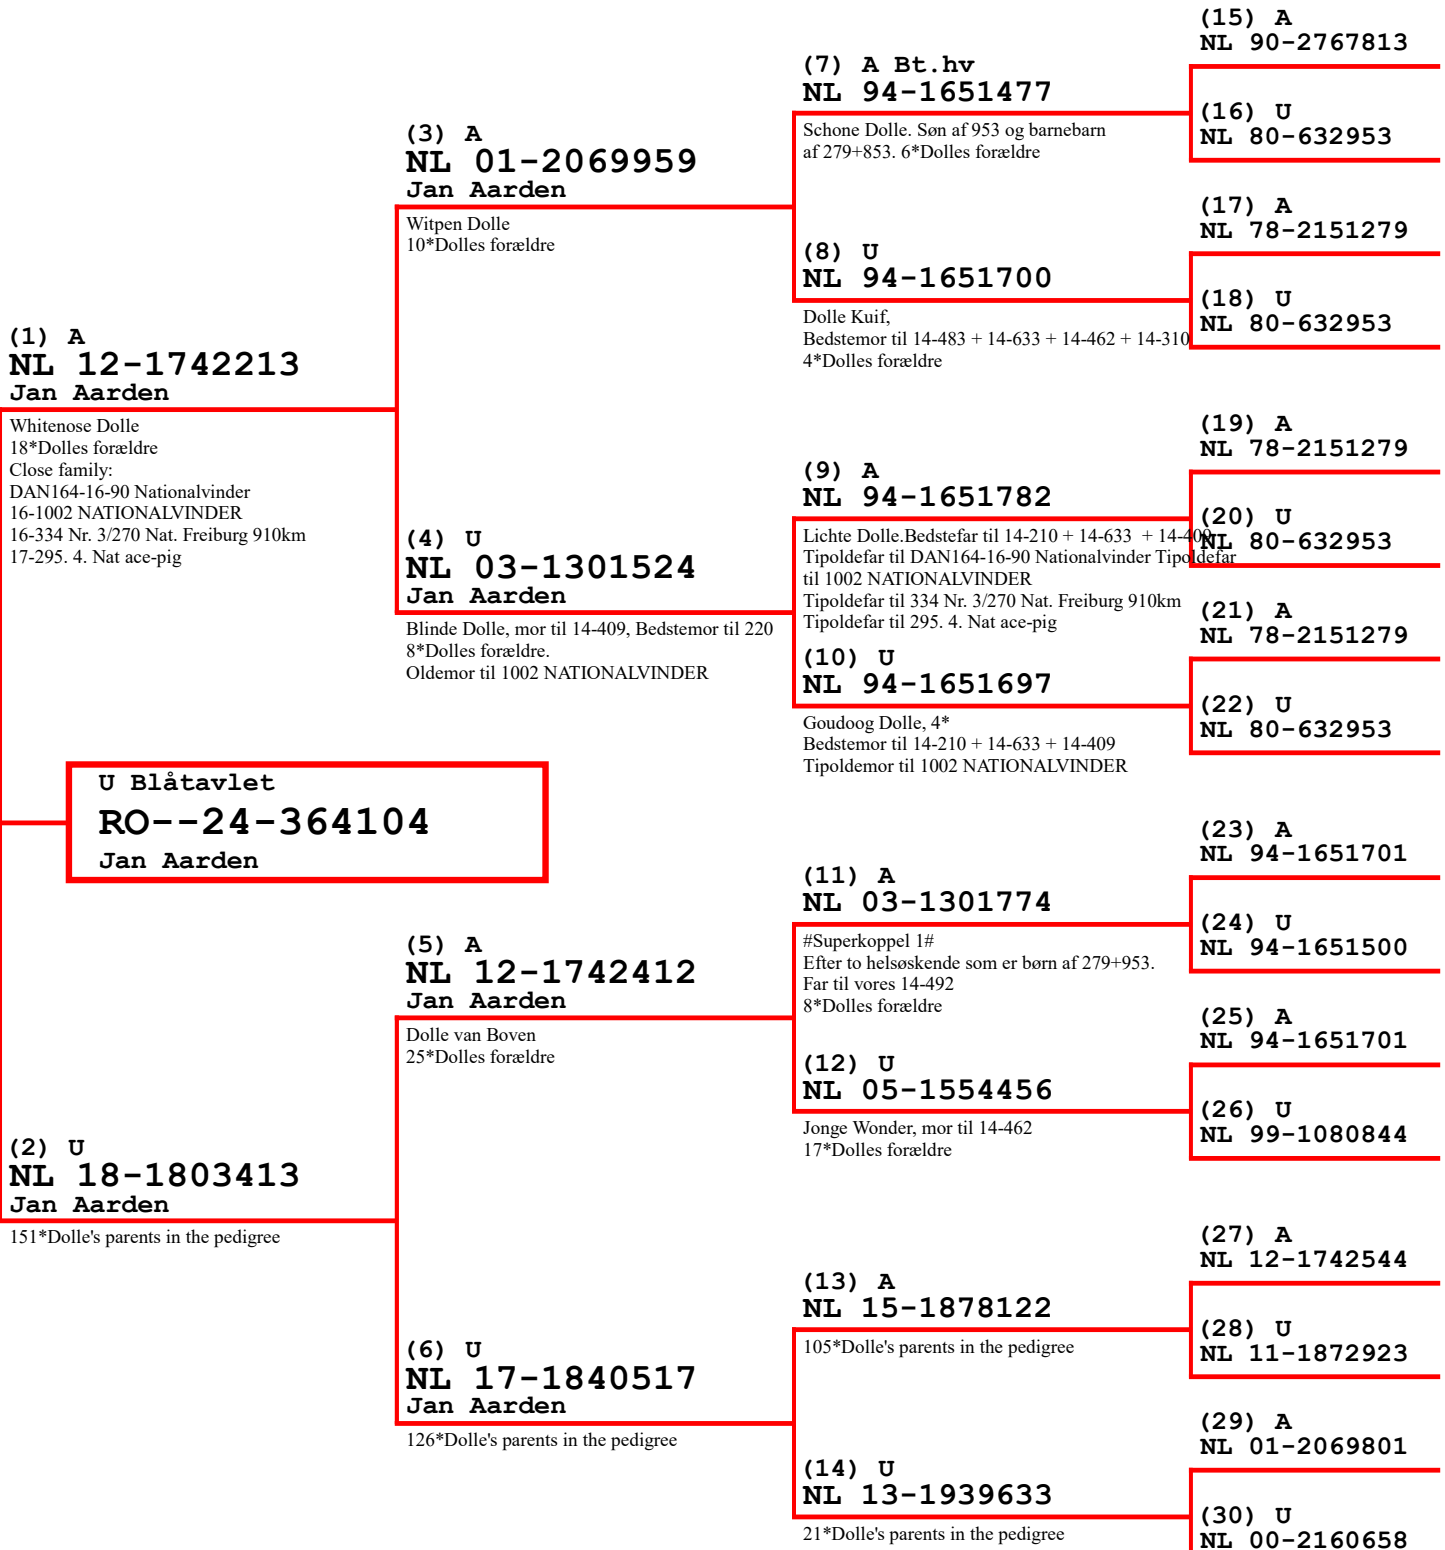 (1) A
NL 12-1742213
Jan Aarden
Whitenose Dolle
18*Dolles forældre
Close family:
DAN164-16-90 Nationalvinder
16-1002 NATIONALVINDER
16-334 Nr. 3/270 Nat. Freiburg 910km
17-295. 4. Nat ace-pig
U Blåtavlet
RO--24-364104
Jan Aarden
(2) U
NL 18-1803413
Jan Aarden
151*Dolle's parents in the pedigree
(3) A
NL 01-2069959
Jan Aarden
Witpen Dolle
10*Dolles forældre
(4) U
NL 03-1301524
Jan Aarden
Blinde Dolle, mor til 14-409, Bedstemor til 220
8*Dolles forældre.
Oldemor til 1002 NATIONALVINDER
(5) A
NL 12-1742412
Jan Aarden
Dolle van Boven
25*Dolles forældre
(6) U
NL 17-1840517
Jan Aarden
126*Dolle's parents in the pedigree
(7) A Bt.hv
NL 94-1651477
Schone Dolle. Søn af 953 og barnebarn
af 279+853. 6*Dolles forældre
(8) U
NL 94-1651700
Dolle Kuif,
Bedstemor til 14-483 + 14-633 + 14-462 + 14-310
4*Dolles forældre
(9) A
NL 94-1651782
Lichte Dolle.Bedstefar til 14-210 + 14-633 + 14-409
Tipoldefar til DAN164-16-90 Nationalvinder Tipoldefar
til 1002 NATIONALVINDER
Tipoldefar til 334 Nr. 3/270 Nat. Freiburg 910km
Tipoldefar til 295. 4. Nat ace-pig
(10) U
NL 94-1651697
Goudoog Dolle, 4*
Bedstemor til 14-210 + 14-633 + 14-409
Tipoldemor til 1002 NATIONALVINDER
(11) A
NL 03-1301774
#Superkoppel 1#
Efter to helsøskende som er børn af 279+953.
Far til vores 14-492
8*Dolles forældre
(12) U
NL 05-1554456
Jonge Wonder, mor til 14-462
17*Dolles forældre
(13) A
NL 15-1878122
105*Dolle's parents in the pedigree
(14) U
NL 13-1939633
21*Dolle's parents in the pedigree
(15) A
NL 90-2767813
(16) U
NL 80-632953
(17) A
NL 78-2151279
(18) U
NL 80-632953
(19) A
NL 78-2151279
(20) U
NL 80-632953
(21) A
NL 78-2151279
(22) U
NL 80-632953
(23) A
NL 94-1651701
(24) U
NL 94-1651500
(25) A
NL 94-1651701
(26) U
NL 99-1080844
(27) A
NL 12-1742544
(28) U
NL 11-1872923
(29) A
NL 01-2069801
(30) U
NL 00-2160658